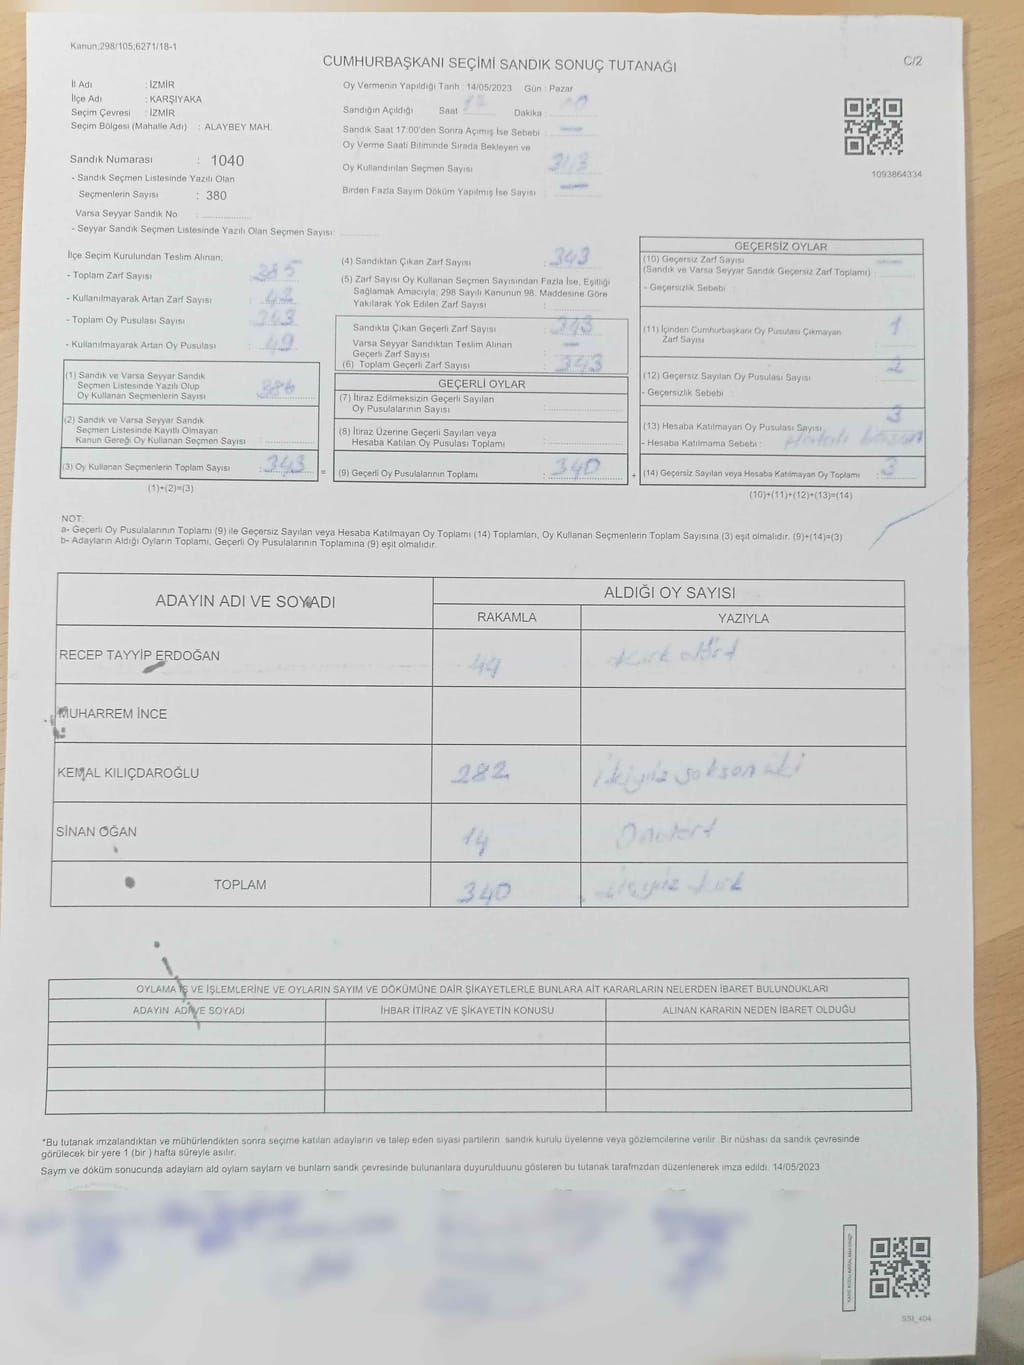 Kanun;298/105;6271/18-1
CUMHURBAŞKANI SEÇİMİ SANDIK SONUÇ TUTANAĞI
C/2
İl Adı : İZMİR
İlçe Adı : KARŞIYAKA
Seçim Çevresi : İZMİR
Seçim Bölgesi (Mahalle Adı) : ALAYBEY MAH.
Sandık Numarası : 1040
- Sandık Seçmen Listesinde Yazılı Olan
Seçmenlerin Sayısı : 380
Varsa Seyyar Sandık No :
- Seyyar Sandık Seçmen Listesinde Yazılı Olan Seçmen Sayısı:
Oy Vermenin Yapıldığı Tarih : 14/05/2023 Gün : Pazar
Sandığın Açıldığı Saat 17 Dakika : 00
Sandık Saat 17:00'den Sonra Açımış İse Sebebi : —
Oy Verme Saati Bitiminde Sırada Bekleyen ve
Oy Kullandırılan Seçmen Sayısı
Birden Fazla Sayım Döküm Yapılmış İse Sayısı : —
1093864334
İlçe Seçim Kurulundan Teslim Alınan;
- Toplam Zarf Sayısı : 385
- Kullanılmayarak Artan Zarf Sayısı : 42
- Toplam Oy Pusulası Sayısı : 343
- Kullanılmayarak Artan Oy Pusulası : 49
(1) Sandık ve Varsa Seyyar Sandık
Seçmen Listesinde Yazılı Olup
Oy Kullanan Seçmenlerin Sayısı : 380
(2) Sandık ve Varsa Seyyar Sandık
Seçmen Listesinde Kayıtlı Olmayan
Kanun Gereği Oy Kullanan Seçmen Sayısı :
(3) Oy Kullanan Seçmenlerin Toplam Sayısı : 343
(1)+(2)=(3)
(4) Sandıktan Çıkan Zarf Sayısı : 343
(5) Zarf Sayısı Oy Kullanan Seçmen Sayısından Fazla İse, Eşitliği
Sağlamak Amacıyla; 298 Sayılı Kanunun 98. Maddesine Göre
Yakılarak Yok Edilen Zarf Sayısı :
Sandıkta Çıkan Geçerli Zarf Sayısı : 343
Varsa Seyyar Sandıktan Teslim Alınan
Geçerli Zarf Sayısı : —
(6) Toplam Geçerli Zarf Sayısı : 343
GEÇERLİ OYLAR
(7) İtiraz Edilmeksizin Geçerli Sayılan
Oy Pusulalarının Sayısı :
(8) İtiraz Üzerine Geçerli Sayılan veya
Hesaba Katılan Oy Pusulası Toplamı :
= (9) Geçerli Oy Pusulalarının Toplamı : 340 +
GEÇERSİZ OYLAR
(10) Geçersiz Zarf Sayısı
(Sandık ve Varsa Seyyar Sandık Geçersiz Zarf Toplamı) : —
- Geçersizlik Sebebi :
(11) İçinden Cumhurbaşkanı Oy Pusulası Çıkmayan
Zarf Sayısı : 1
(12) Geçersiz Sayılan Oy Pusulası Sayısı : 2
- Geçersizlik Sebebi :
(13) Hesaba Katılmayan Oy Pusulası Sayısı : 3
- Hesaba Katılmama Sebebi :
(14) Geçersiz Sayılan veya Hesaba Katılmayan Oy Toplamı : 3
(10)+(11)+(12)+(13)=(14)
NOT:
a- Geçerli Oy Pusulalarının Toplamı (9) ile Geçersiz Sayılan veya Hesaba Katılmayan Oy Toplamı (14) Toplamları, Oy Kullanan Seçmenlerin Toplam Sayısına (3) eşit olmalıdır. (9)+(14)=(3)
b- Adayların Aldığı Oyların Toplamı, Geçerli Oy Pusulalarının Toplamına (9) eşit olmalıdır.
ADAYIN ADI VE SOYADI
ALDIĞI OY SAYISI
RAKAMLA YAZIYLA
RECEP TAYYİP ERDOĞAN 44 Kırk dört
MUHARREM İNCE
KEMAL KILIÇDAROĞLU 282 İkiyüz seksen iki
SİNAN OĞAN 14 Ondört
TOPLAM 340 üçyüz kırk
OYLAMA İŞ VE İŞLEMLERİNE VE OYLARIN SAYIM VE DÖKÜMÜNE DAİR ŞİKAYETLERLE BUNLARA AİT KARARLARIN NELERDEN İBARET BULUNDUKLARI
ADAYIN ADI VE SOYADI İHBAR İTİRAZ VE ŞİKAYETİN KONUSU ALINAN KARARIN NEDEN İBARET OLDUĞU
*Bu tutanak imzalandıktan ve mühürlendikten sonra seçime katılan adayların ve talep eden siyasi partilerin sandık kurulu üyelerine veya gözlemcilerine verilir. Bir nüshası da sandık çevresinde
görülecek bir yere 1 (bir ) hafta süreyle asılır.
Saym ve döküm sonucunda adaylam ald oylam saylam ve bunlam sandk çevresinde bulunanlara duyurulduunu gösteren bu tutanak tarafmzdan düzenlenerek imza edildi. 14/05/2023
SSI_404